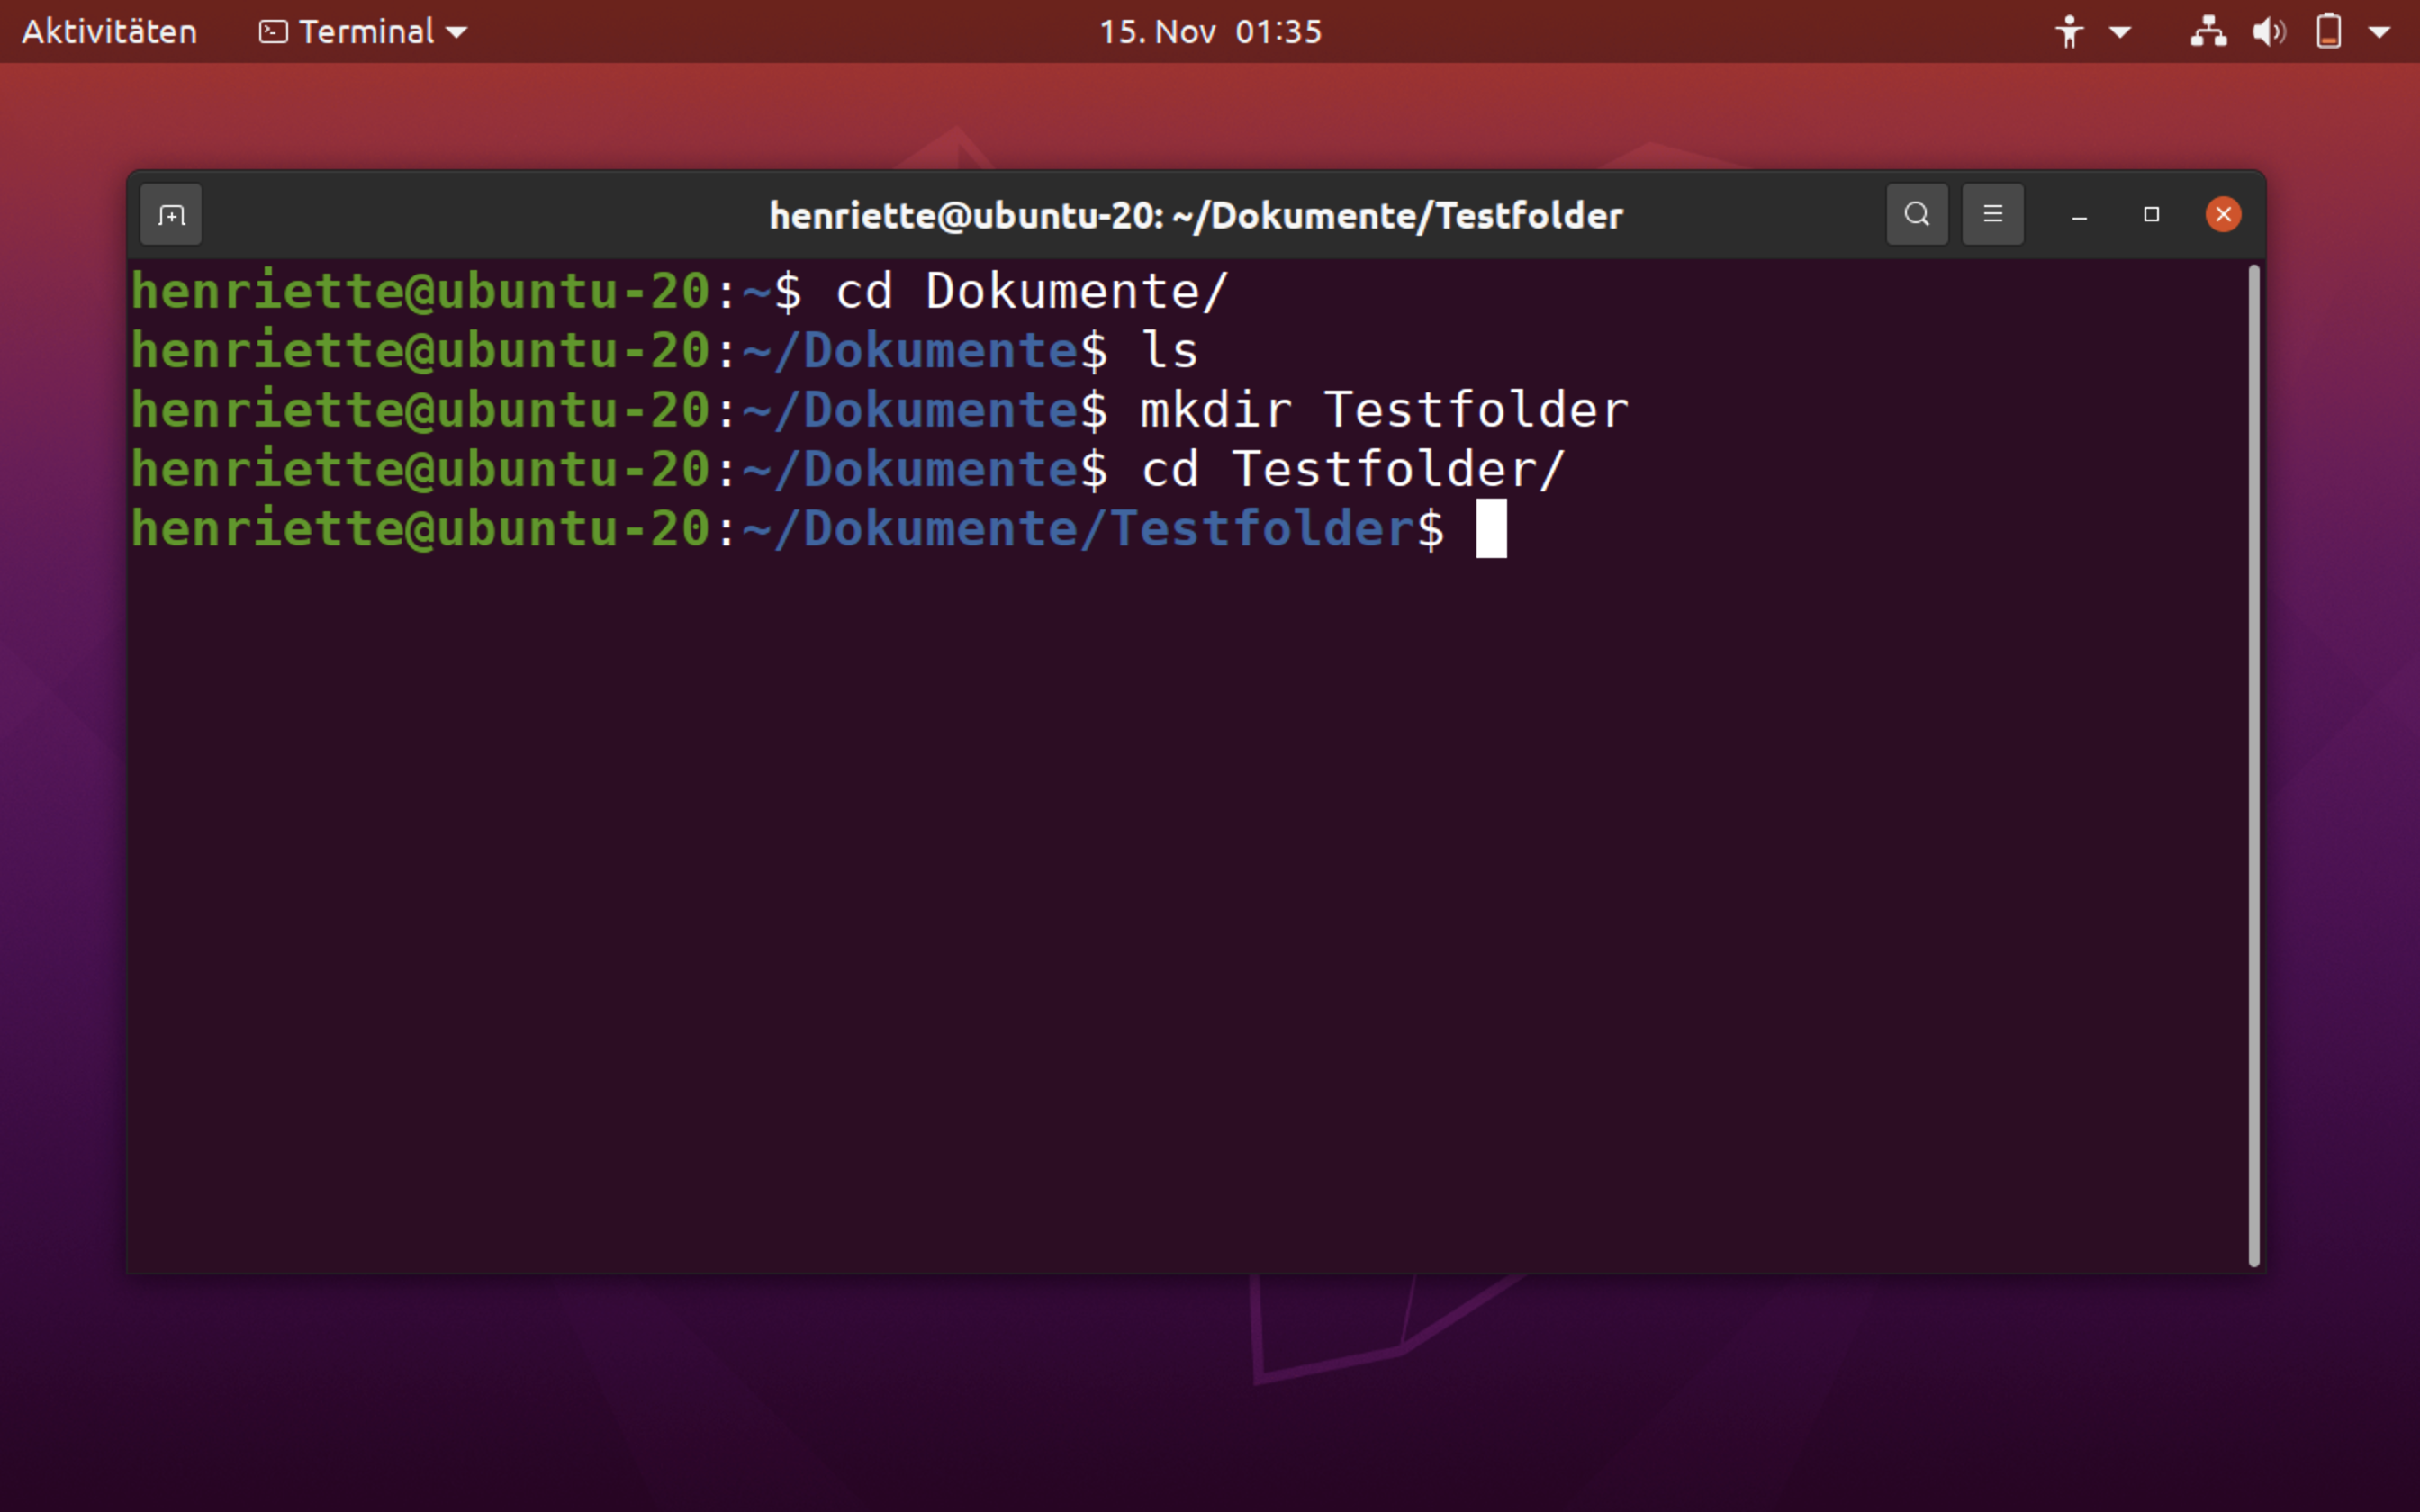 Aktivitäten Terminal 15. Nov 01:35
henriette@ubuntu-20: ~/Dokumente/Testfolder
henriette@ubuntu-20:~$ cd Dokumente/
henriette@ubuntu-20:~/Dokumente$ ls
henriette@ubuntu-20:~/Dokumente$ mkdir Testfolder
henriette@ubuntu-20:~/Dokumente$ cd Testfolder/
henriette@ubuntu-20:~/Dokumente/Testfolder$